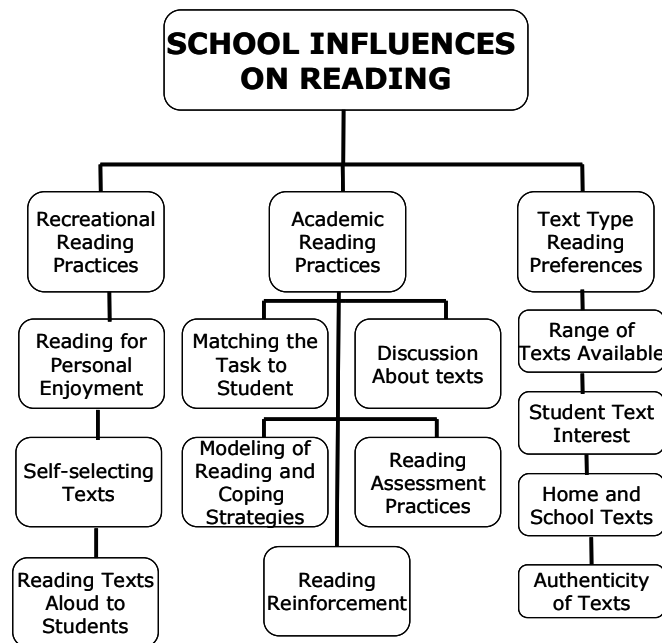 SCHOOL INFLUENCES
ON READING
Recreational
Reading
Practices
Academic
Reading
Practices
Text Type
Reading
Preferences
Reading for
Personal
Enjoyment
Matching the
Task to
Student
Discussion
About texts
Range of
Texts Available
Self-selecting
Texts
Modeling of
Reading and
Coping
Strategies
Reading
Assessment
Practices
Student Text
Interest
Home and
School Texts
Reading Texts
Aloud to
Students
Reading
Reinforcement
Authenticity
of Texts